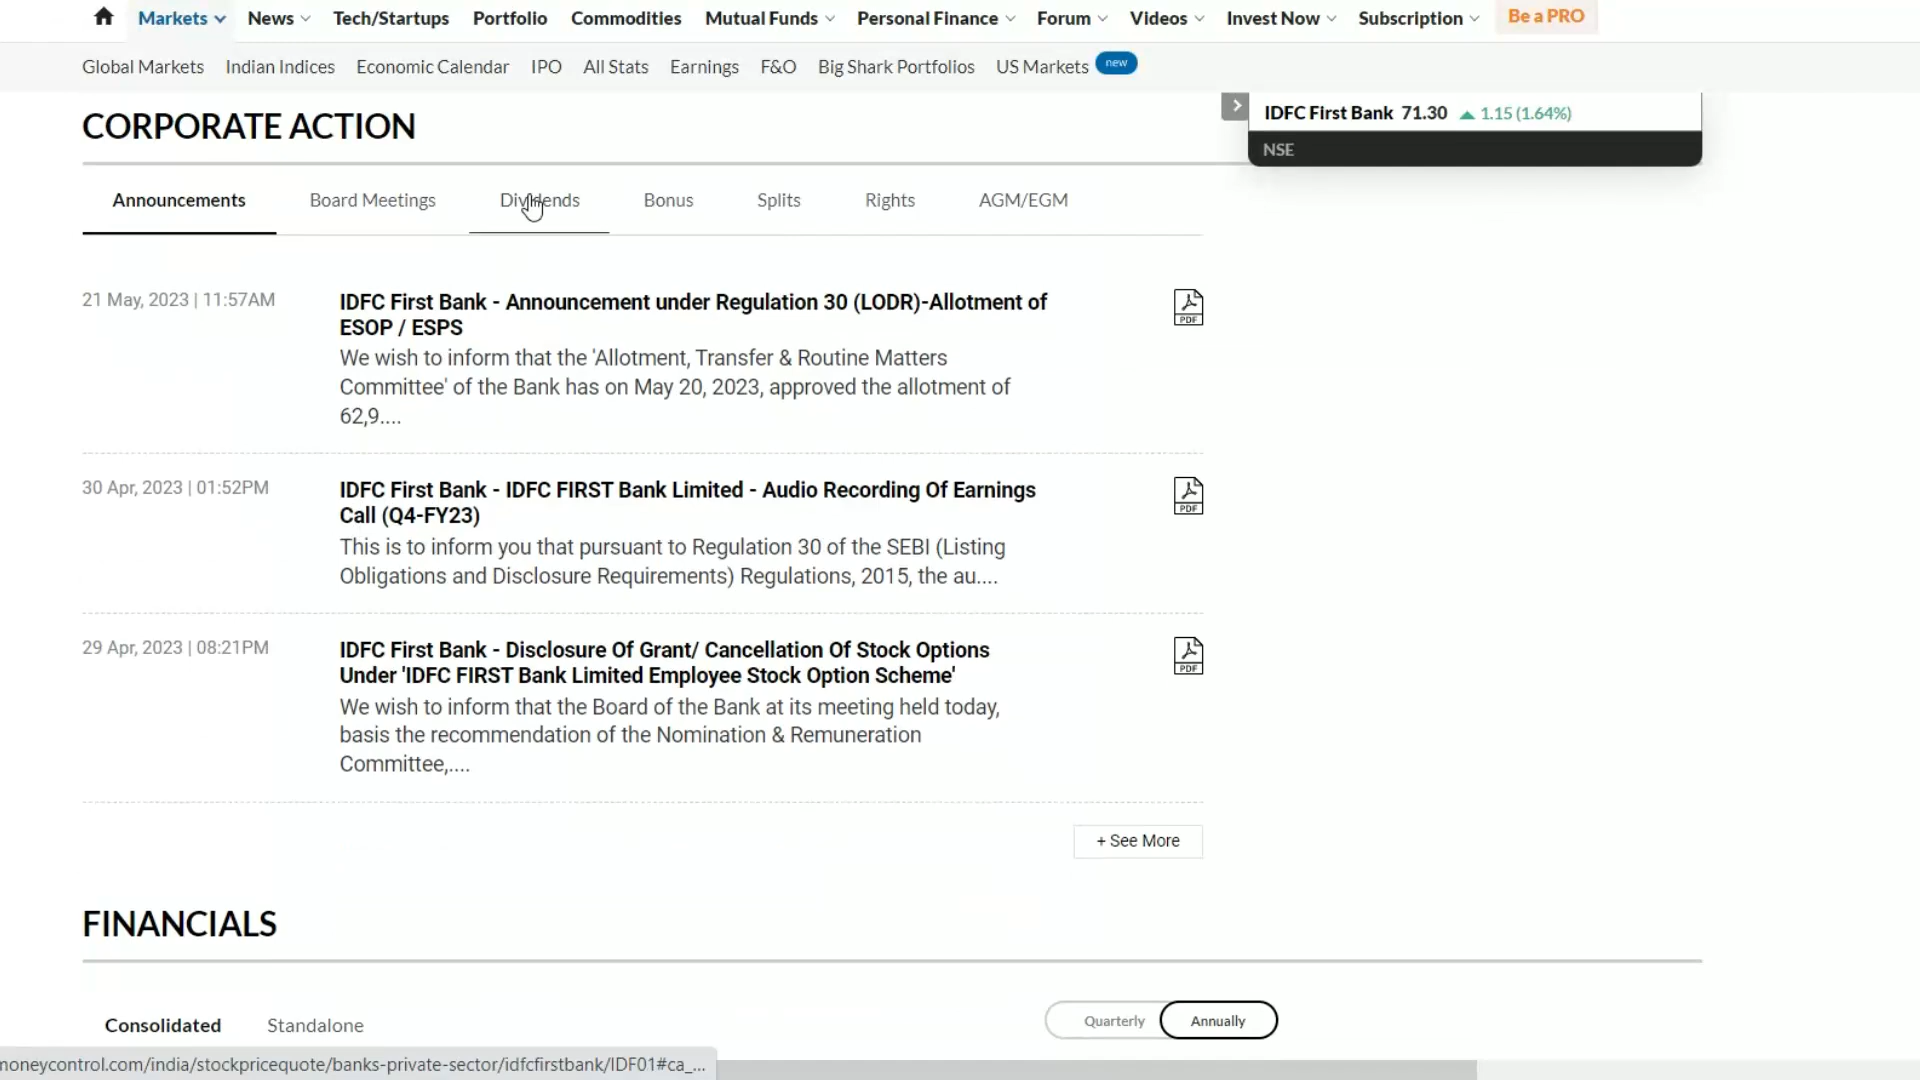 Markets News Tech/Startups Portfolio Commodities Mutual Funds Personal Finance Forum Videos Invest Now Subscription Be a PRO
Global Markets Indian Indices Economic Calendar IPO All Stats Earnings F&O Big Shark Portfolios US Markets new
CORPORATE ACTION
IDFC First Bank 71.30 1.15 (1.64%)
NSE
Announcements Board Meetings Dividends Bonus Splits Rights AGM/EGM
21 May, 2023 | 11:57AM
IDFC First Bank - Announcement under Regulation 30 (LODR)-Allotment of
ESOP / ESPS
We wish to inform that the 'Allotment, Transfer & Routine Matters
Committee' of the Bank has on May 20, 2023, approved the allotment of
62,9....
PDF
30 Apr, 2023 | 01:52PM
IDFC First Bank - IDFC FIRST Bank Limited - Audio Recording Of Earnings
Call (Q4-FY23)
This is to inform you that pursuant to Regulation 30 of the SEBI (Listing
Obligations and Disclosure Requirements) Regulations, 2015, the au....
PDF
29 Apr, 2023 | 08:21PM
IDFC First Bank - Disclosure Of Grant/ Cancellation Of Stock Options
Under 'IDFC FIRST Bank Limited Employee Stock Option Scheme'
We wish to inform that the Board of the Bank at its meeting held today,
basis the recommendation of the Nomination & Remuneration
Committee,....
PDF
+ See More
FINANCIALS
Consolidated Standalone Quarterly Annually
moneycontrol.com/india/stockpricequote/banks-private-sector/idfcfirstbank/IDF01#ca_...